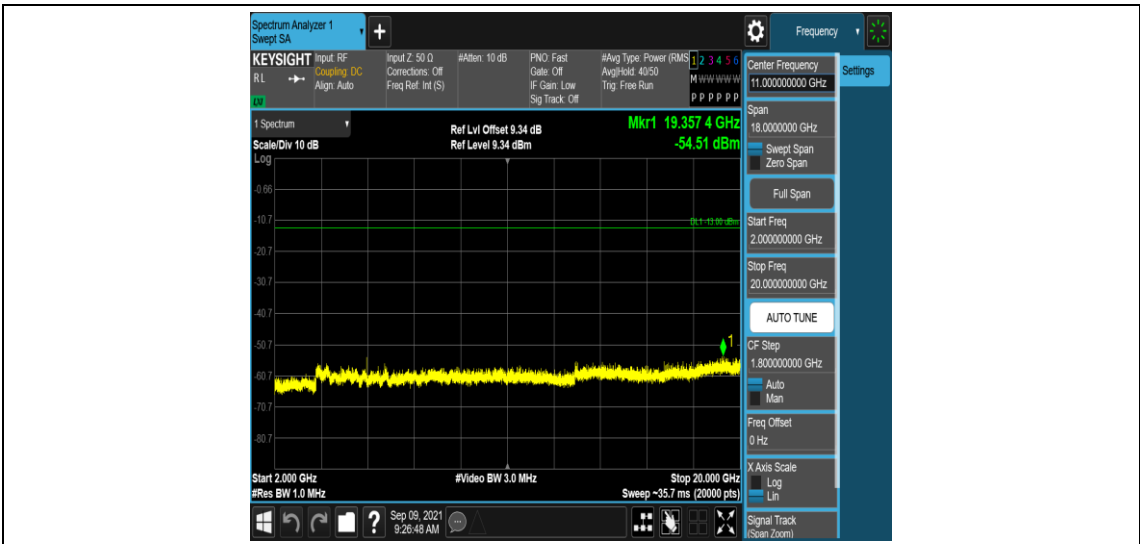 Spectrum Analyzer 1
Swept SA
+
Frequency
KEYSIGHT
RL
LXI
Input: RF
Coupling: DC
Align: Auto
Input Z: 50 Ω
Corrections: Off
Freq Ref: Int (S)
#Atten: 10 dB
PNO: Fast
Gate: Off
IF Gain: Low
Sig Track: Off
#Avg Type: Power (RMS
Avg|Hold: 40/50
Trig: Free Run
1 2 3 4 5 6
M W W W W W
P P P P P P
Center Frequency
11.000000000 GHz
Settings
1 Spectrum
Scale/Div 10 dB
Log
Ref Lvl Offset 9.34 dB
Ref Level 9.34 dBm
Mkr1 19.357 4 GHz
-54.51 dBm
Span
18.0000000 GHz
Swept Span
Zero Span
Full Span
-0.66
-10.7
-20.7
-30.7
-40.7
-50.7
-60.7
-70.7
-80.7
DL1 -13.00 dBm
1
Start Freq
2.000000000 GHz
Stop Freq
20.000000000 GHz
AUTO TUNE
CF Step
1.800000000 GHz
Auto
Man
Freq Offset
0 Hz
X Axis Scale
Log
Lin
Signal Track
(Span Zoom)
Start 2.000 GHz
#Res BW 1.0 MHz
#Video BW 3.0 MHz
Stop 20.000 GHz
Sweep ~35.7 ms (20000 pts)
?
Sep 09, 2021
9:26:48 AM